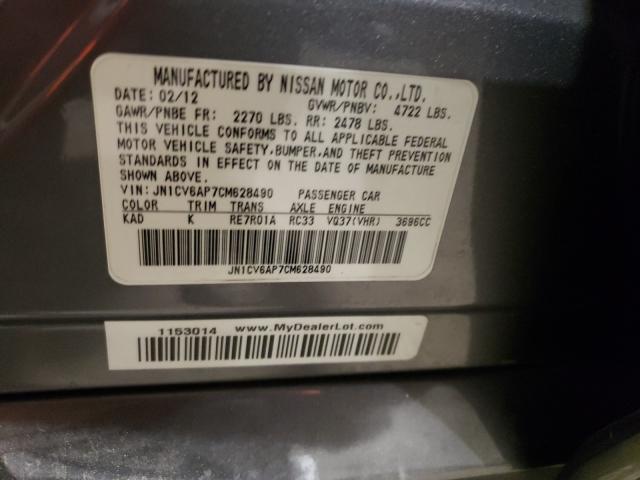 MANUFACTURED BY NISSAN MOTOR CO.,LTD.
DATE: 02/12 GVWR/PNBV: 4722 LBS.
GAWR/PNBE FR: 2270 LBS. RR: 2478 LBS.
THIS VEHICLE CONFORMS TO ALL APPLICABLE FEDERAL
MOTOR VEHICLE SAFETY,BUMPER,AND THEFT PREVENTION
STANDARDS IN EFFECT ON THE DATE OF MANUFACTURE
SHOWN ABOVE.
VIN: JN1CV6AP7CM628490 PASSENGER CAR
COLOR TRIM TRANS AXLE ENGINE
KAD K RE7R01A RC33 VQ37(VHR) 3696CC
JN1CV6AP7CM628490
1153014 www.MyDealerLot.com